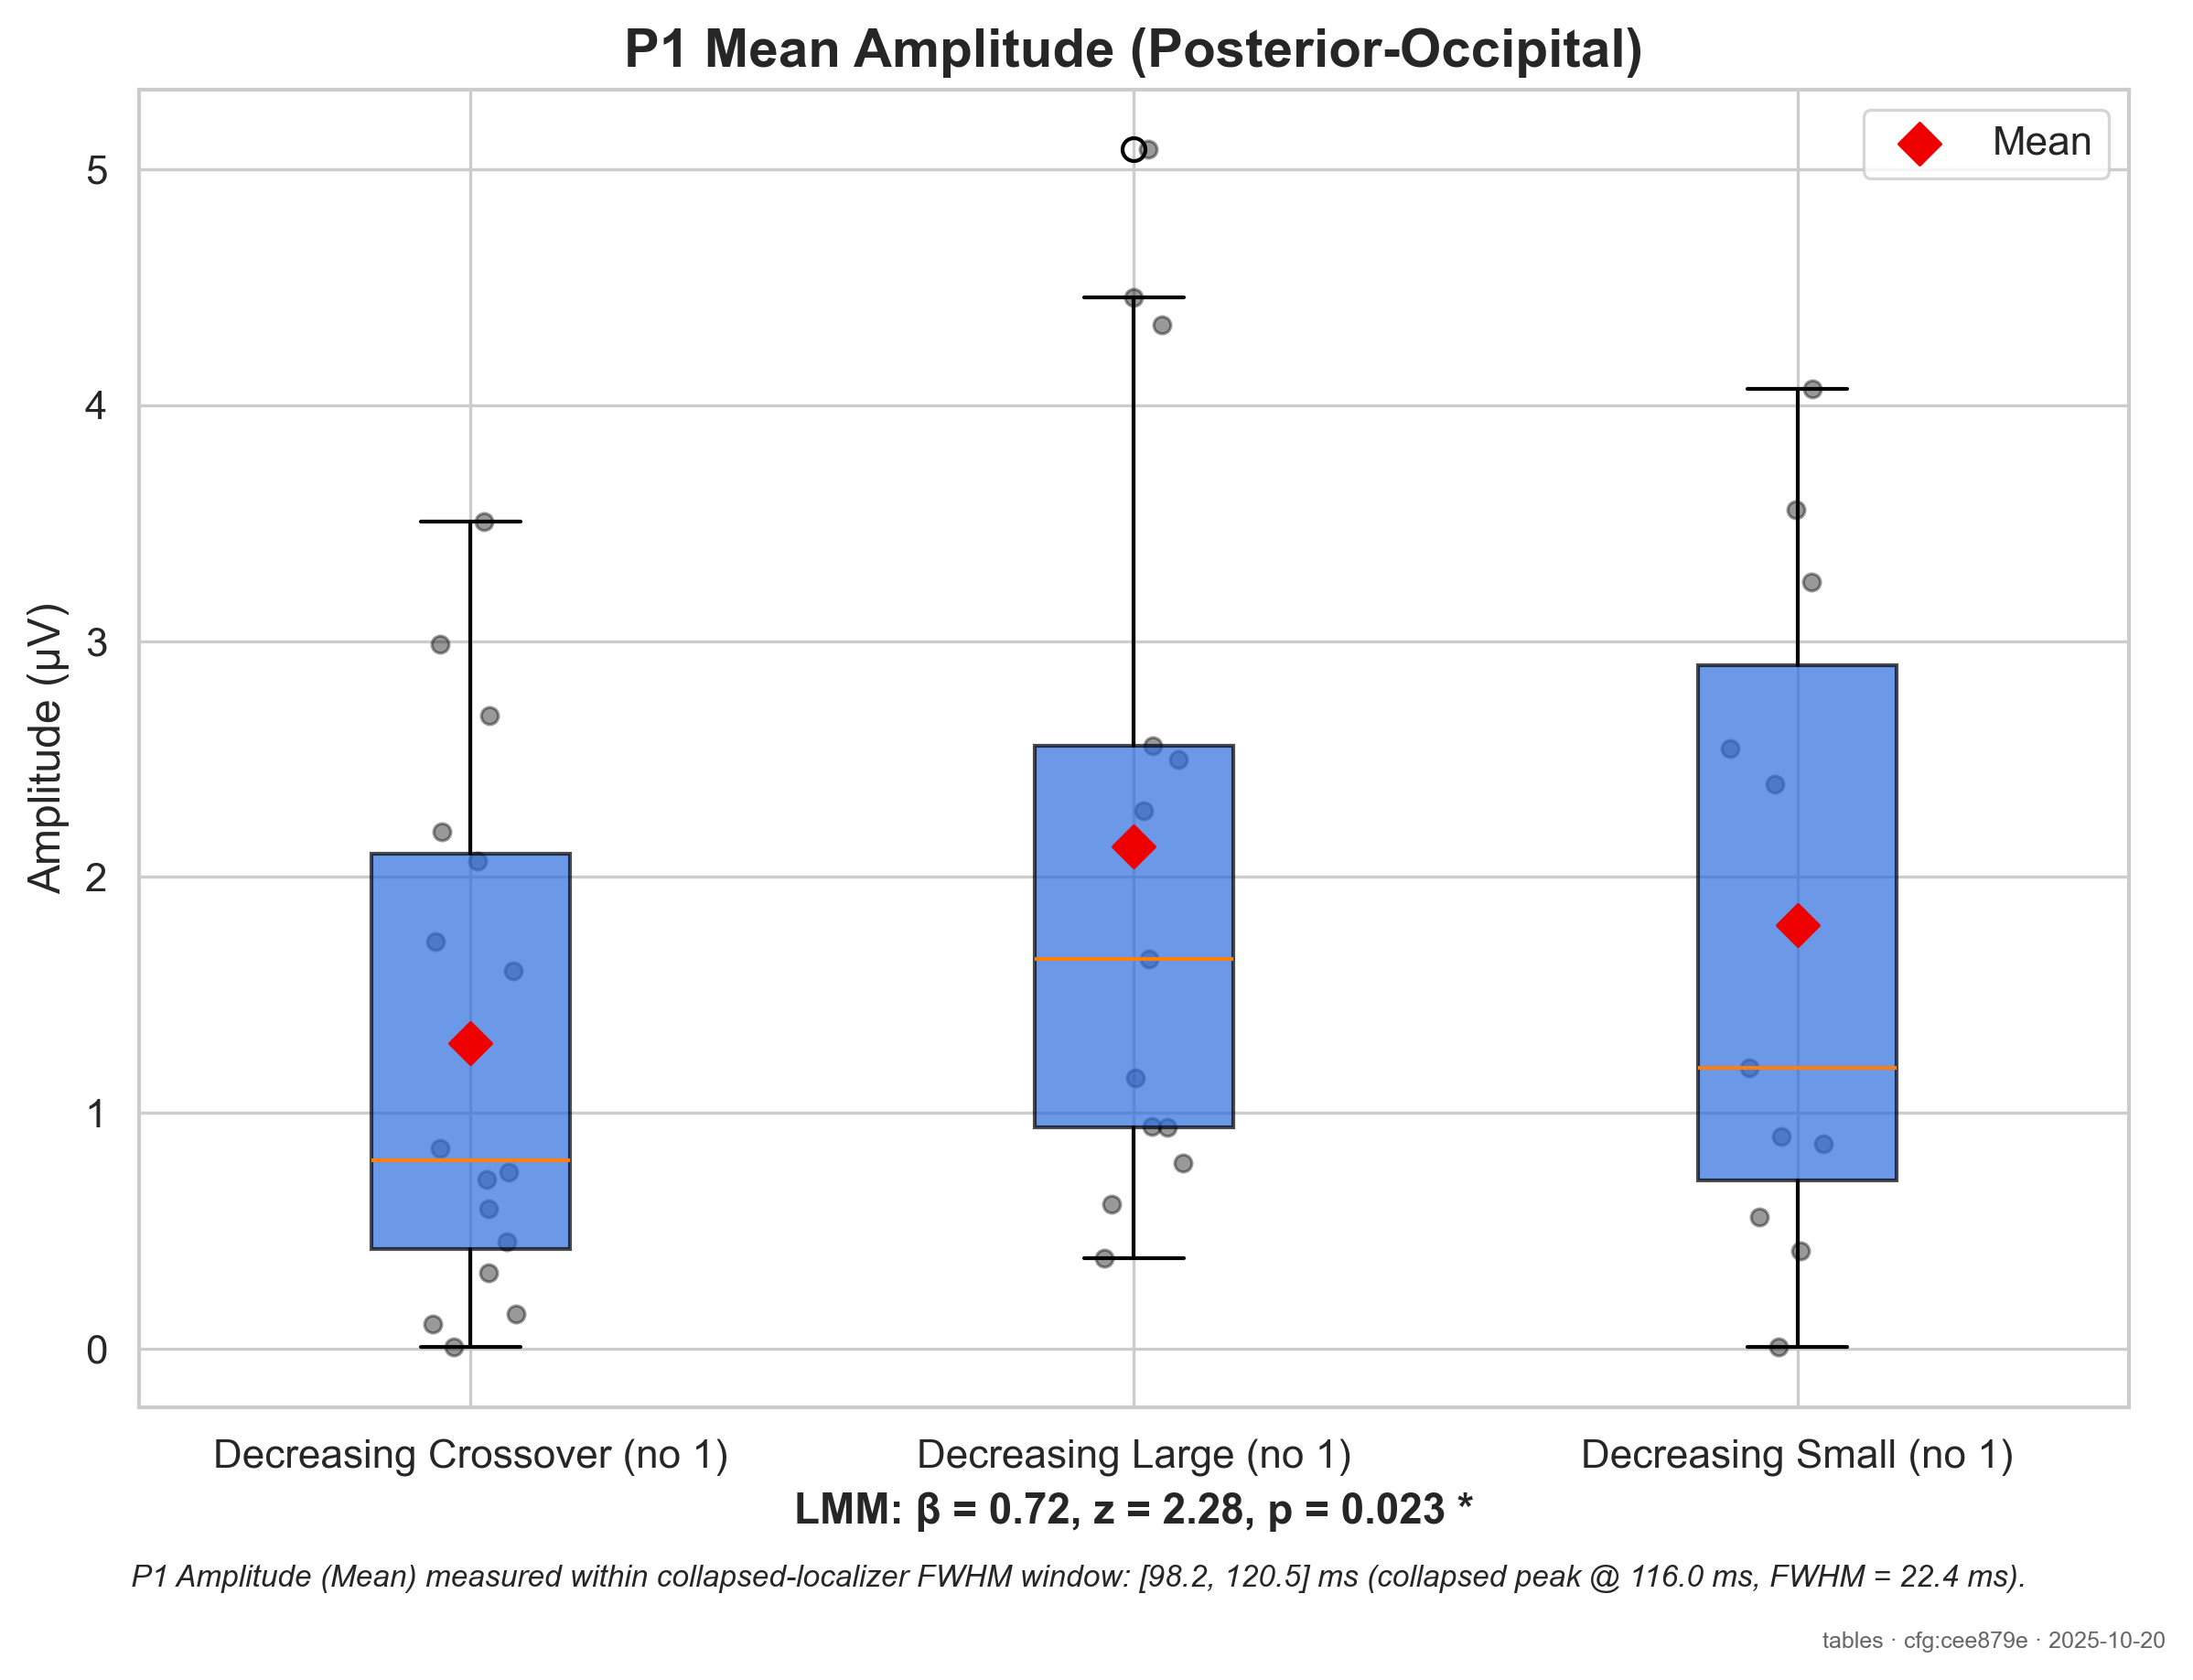 P1 Mean Amplitude (Posterior-Occipital)
Mean
Amplitude (µV)
5
4
3
2
1
0
Decreasing Crossover (no 1)
Decreasing Large (no 1)
Decreasing Small (no 1)
LMM: β = 0.72, z = 2.28, p = 0.023 *
P1 Amplitude (Mean) measured within collapsed-localizer FWHM window: [98.2, 120.5] ms (collapsed peak @ 116.0 ms, FWHM = 22.4 ms).
tables · cfg:cee879e · 2025-10-20